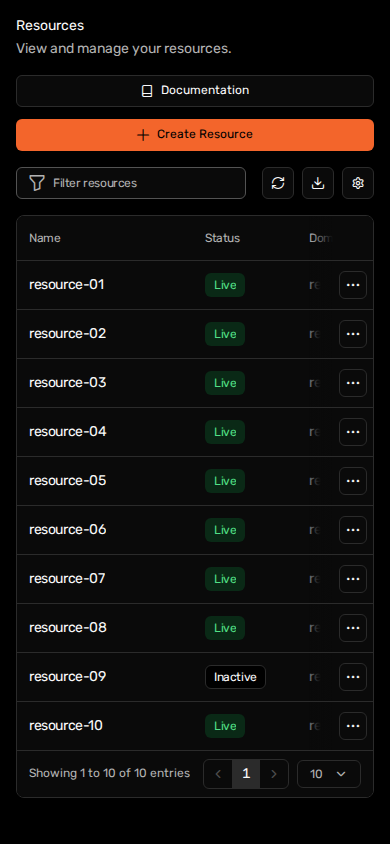 Resources
View and manage your resources.
Documentation
Create Resource
Filter resources
Name Status
resource-01 Live
resource-02 Live
resource-03 Live
resource-04 Live
resource-05 Live
resource-06 Live
resource-07 Live
resource-08 Live
resource-09 Inactive
resource-10 Live
Showing 1 to 10 of 10 entries 1 10